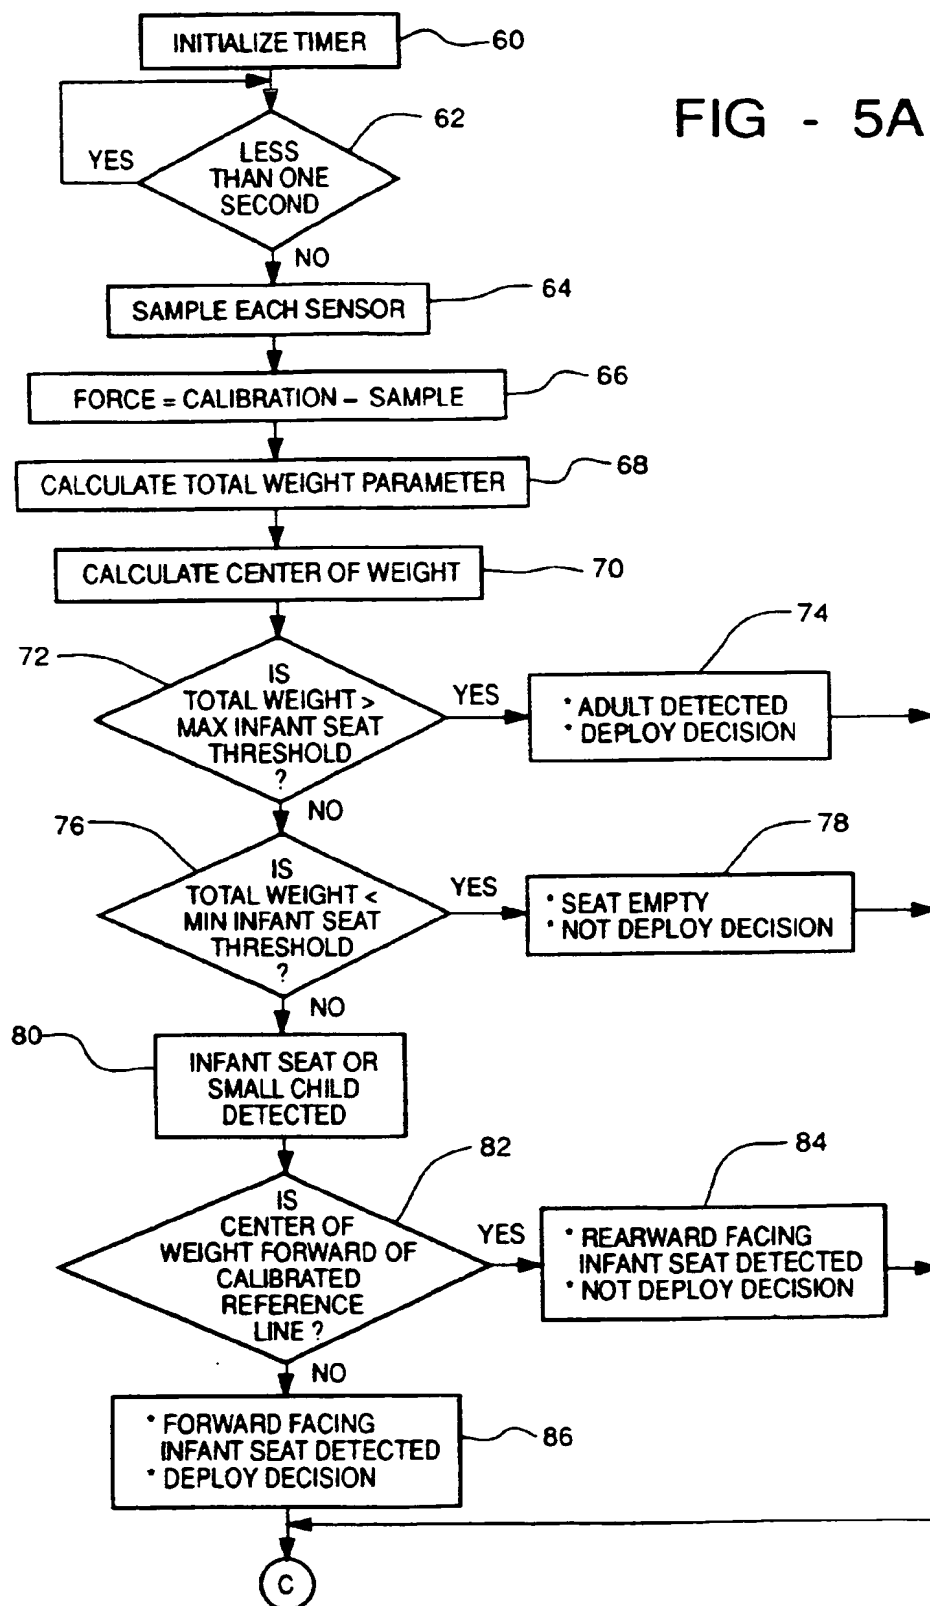 INITIALIZE TIMER
60
FIG - 5A
62
LESS
THAN ONE
SECOND
YES
NO
SAMPLE EACH SENSOR
64
FORCE = CALIBRATION - SAMPLE
66
CALCULATE TOTAL WEIGHT PARAMETER
68
CALCULATE CENTER OF WEIGHT
70
72
IS
TOTAL WEIGHT >
MAX INFANT SEAT
THRESHOLD
?
YES
74
* ADULT DETECTED
* DEPLOY DECISION
NO
76
IS
TOTAL WEIGHT <
MIN INFANT SEAT
THRESHOLD
?
YES
78
* SEAT EMPTY
* NOT DEPLOY DECISION
NO
80
INFANT SEAT OR
SMALL CHILD
DETECTED
82
IS
CENTER OF
WEIGHT FORWARD OF
CALIBRATED
REFERENCE
LINE ?
YES
84
* REARWARD FACING
INFANT SEAT DETECTED
* NOT DEPLOY DECISION
NO
* FORWARD FACING
INFANT SEAT DETECTED
* DEPLOY DECISION
86
C